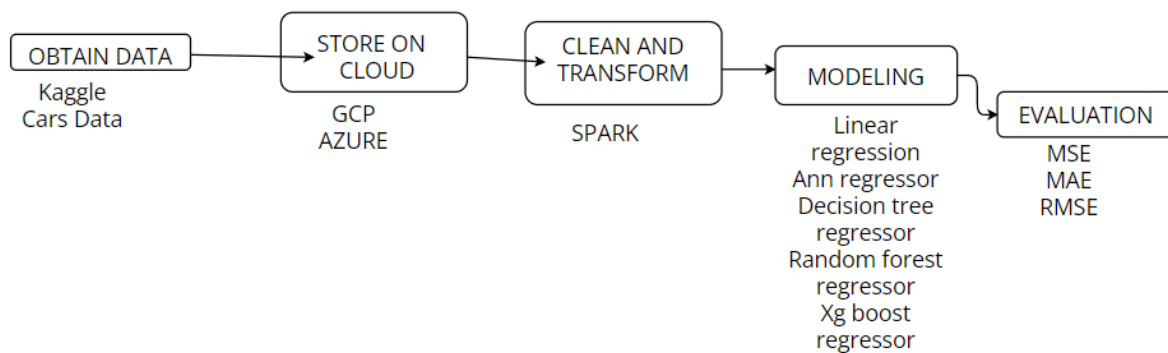 OBTAIN DATA
Kaggle
Cars Data
STORE ON
CLOUD
GCP
AZURE
CLEAN AND
TRANSFORM
SPARK
MODELING
Linear
regression
Ann regressor
Decision tree
regressor
Random forest
regressor
Xg boost
regressor
EVALUATION
MSE
MAE
RMSE